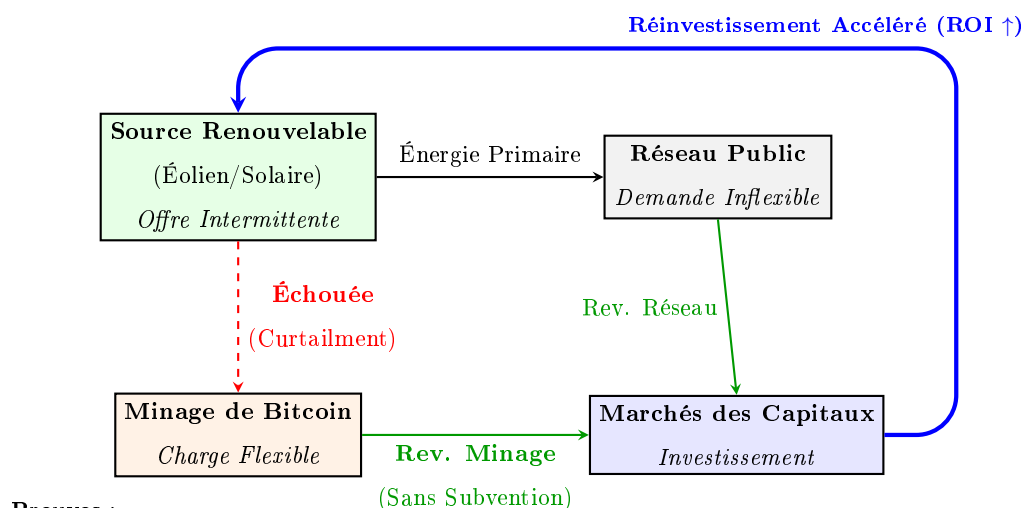 Réinvestissement Accéléré (ROI ↑)
Source Renouvelable
(Éolien/Solaire)
Offre Intermittente
Énergie Primaire
Réseau Public
Demande Inflexible
Échouée
(Curtailment)
Rev. Réseau
Minage de Bitcoin
Charge Flexible
Rev. Minage
(Sans Subvention)
Marchés des Capitaux
Investissement